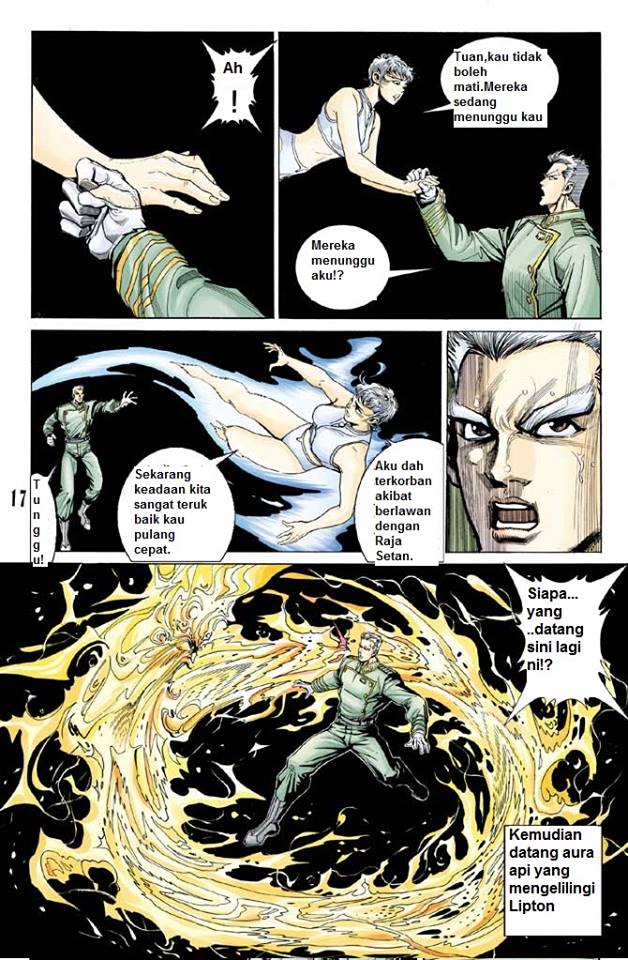 Ah
!
Tuan,kau tidak
boleh
mati.Mereka
sedang
menunggu kau
Mereka
menunggu
aku!?
Tunggu!
Sekarang
keadaan kita
sangat teruk
baik kau
pulang
cepat.
Aku dah
terkorban
akibat
berlawan
dengan
Raja
Setan.
17
Siapa...
yang
..datang
sini lagi
ni!?
Kemudian
datang aura
api yang
mengelilingi
Lipton